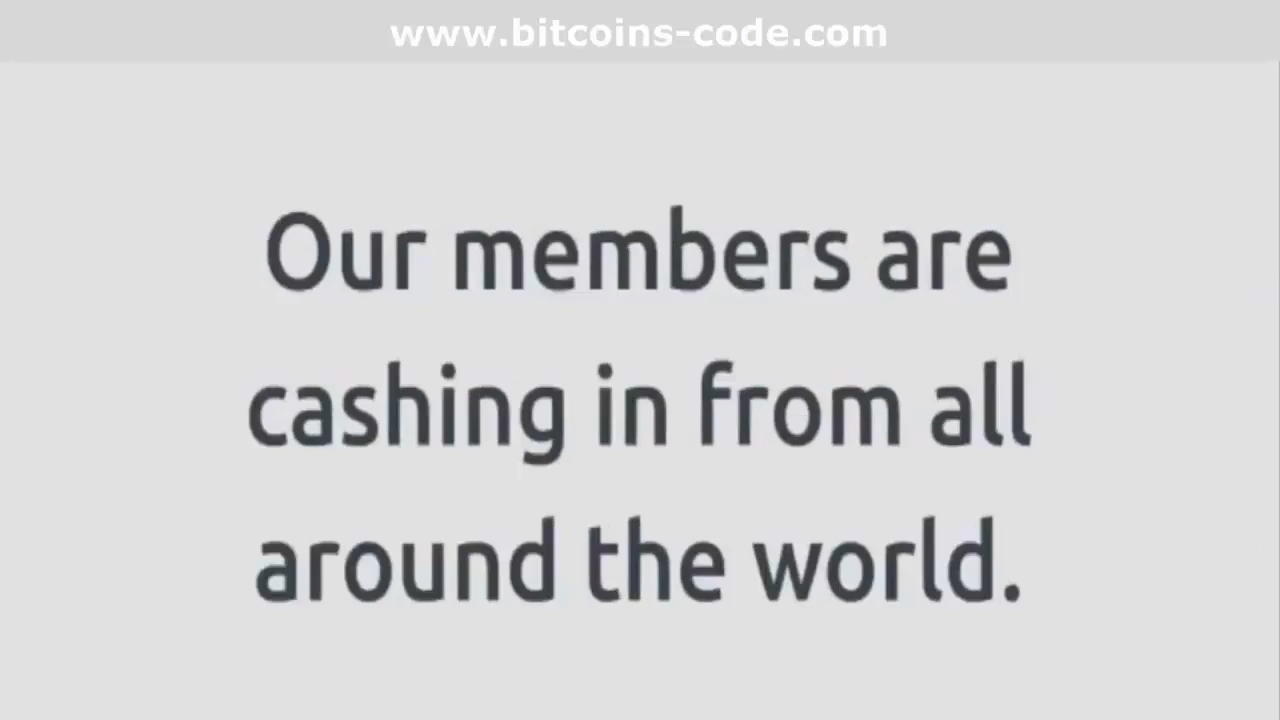 www.bitcoins-code.com
Our members are
cashing in from all
around the world.